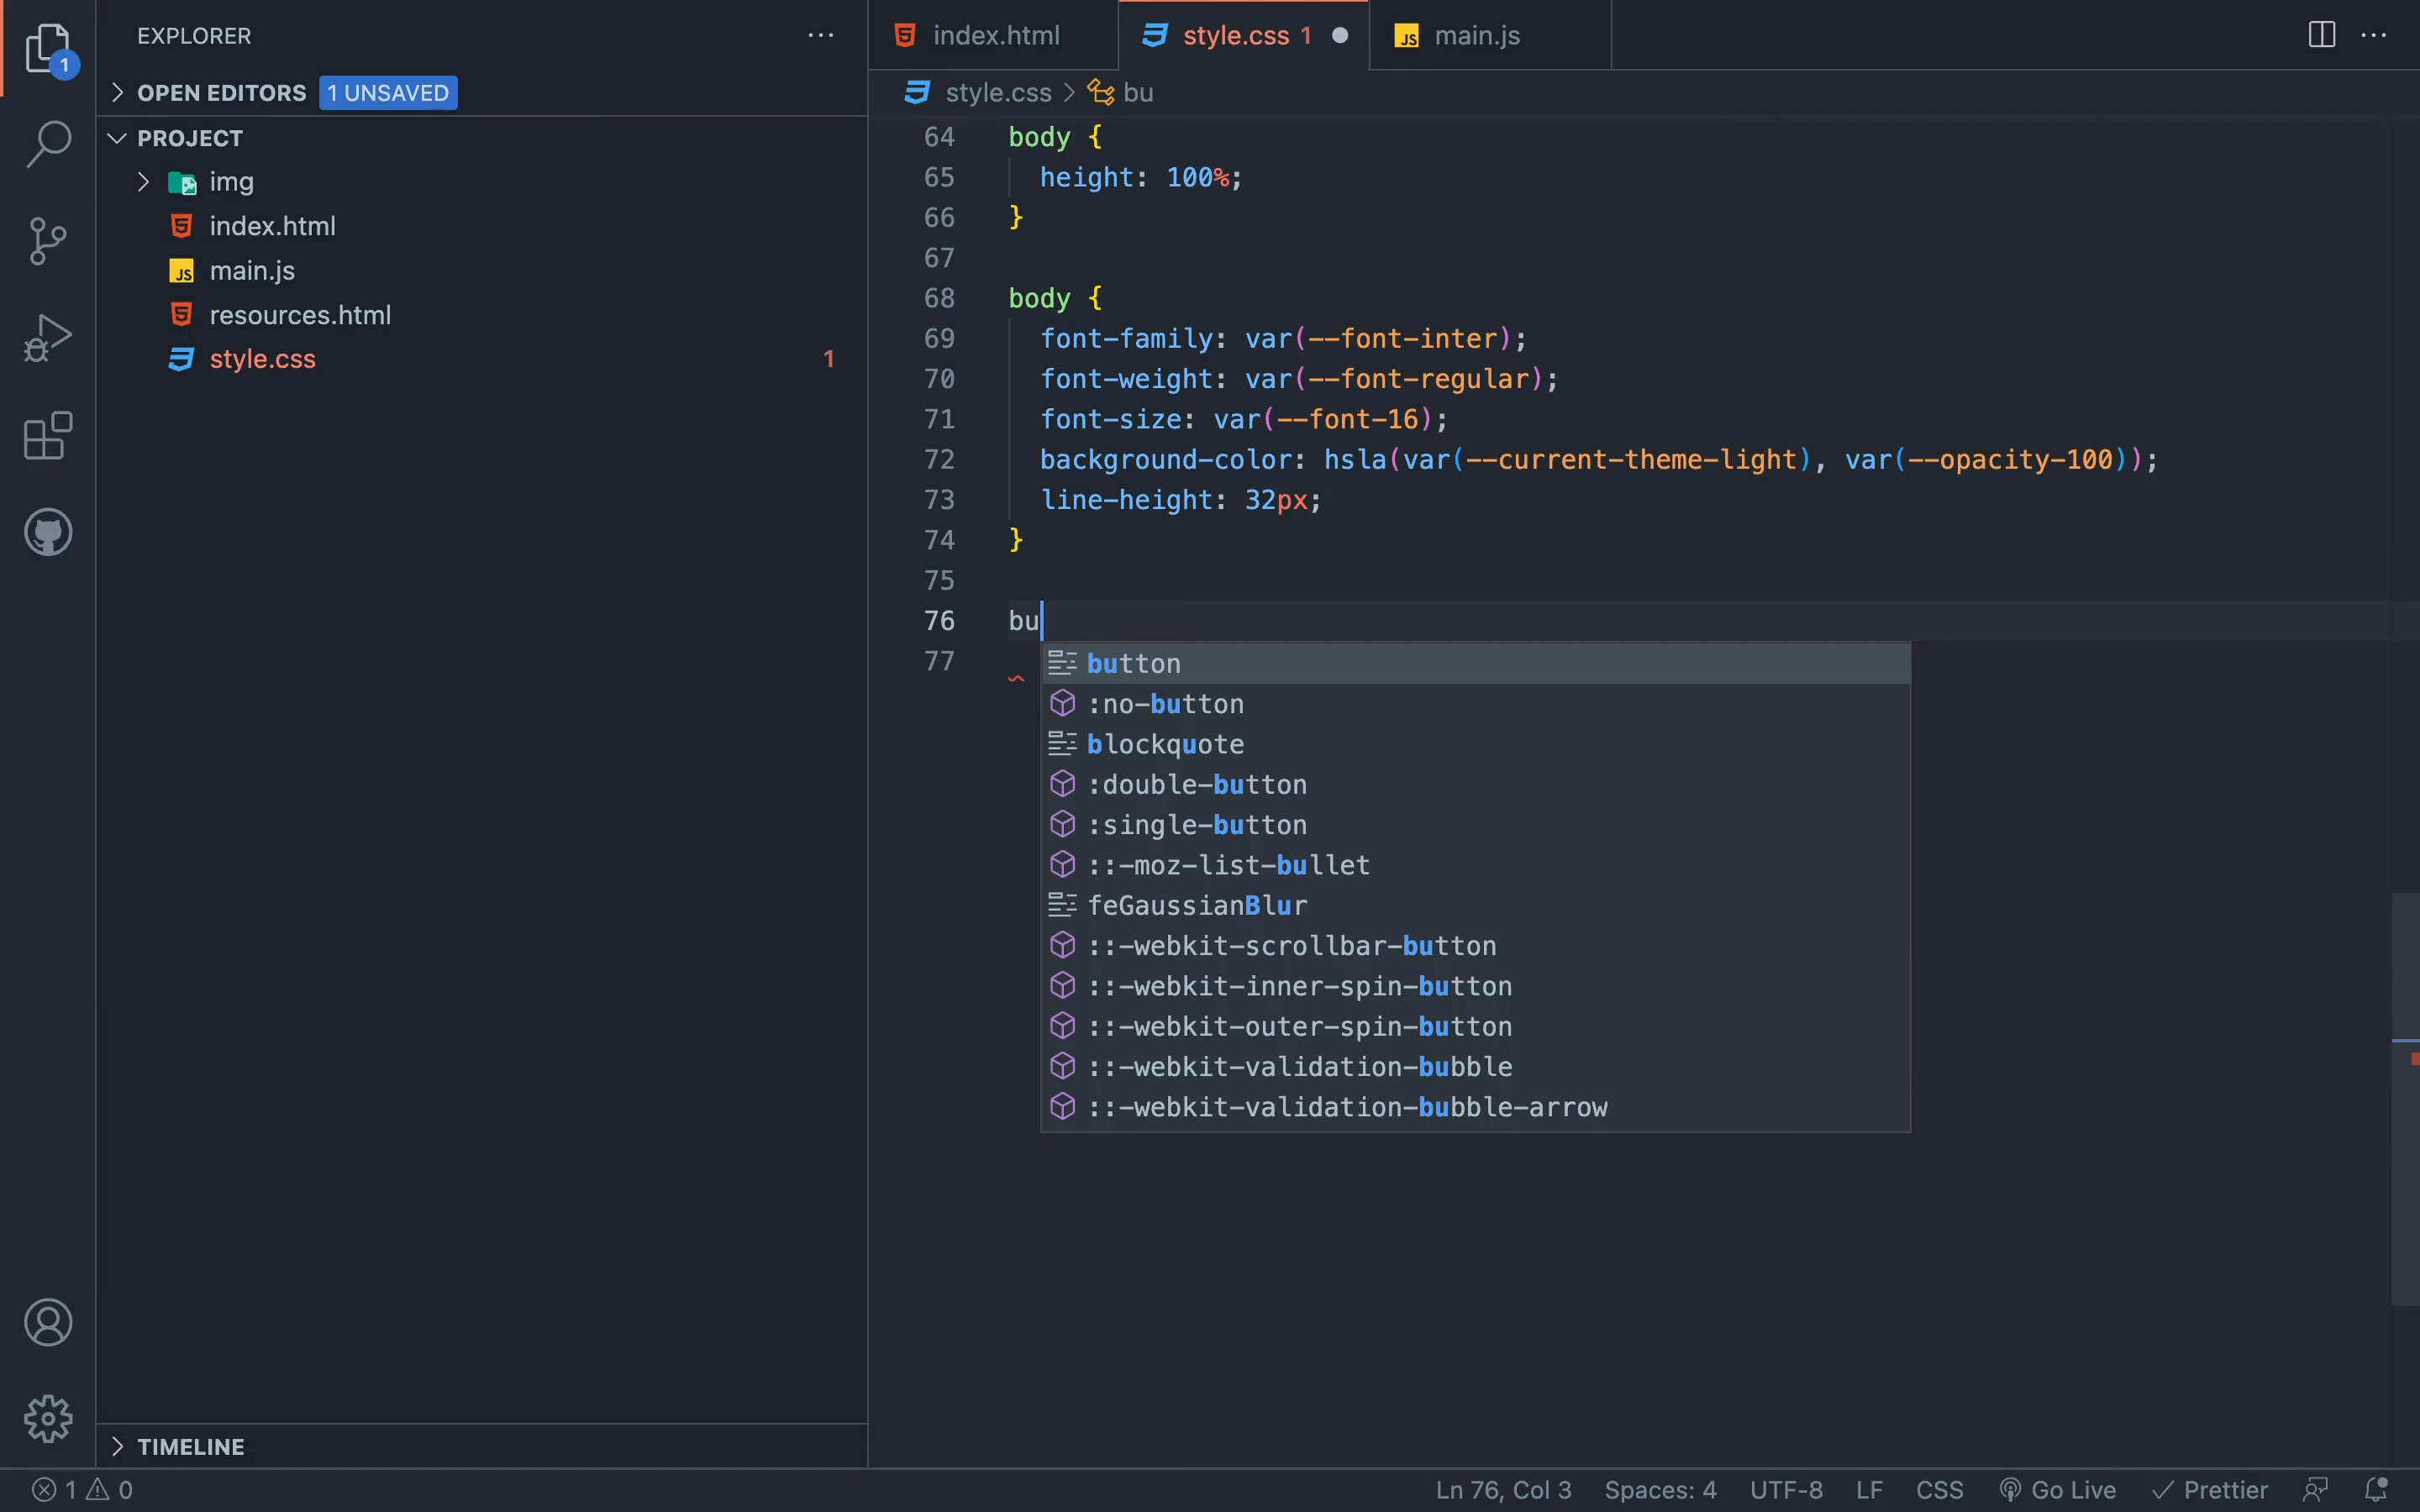 EXPLORER
1
OPEN EDITORS 1 UNSAVED
PROJECT
img
index.html
main.js
resources.html
style.css 1
TIMELINE
index.html
style.css 1
main.js
style.css > bu
64 body {
65 height: 100%;
66 }
67
68 body {
69 font-family: var(--font-inter);
70 font-weight: var(--font-regular);
71 font-size: var(--font-16);
72 background-color: hsla(var(--current-theme-light), var(--opacity-100));
73 line-height: 32px;
74 }
75
76 bu
77
button
:no-button
blockquote
:double-button
:single-button
::-moz-list-bullet
feGaussianBlur
::-webkit-scrollbar-button
::-webkit-inner-spin-button
::-webkit-outer-spin-button
::-webkit-validation-bubble
::-webkit-validation-bubble-arrow
1 0
Ln 76, Col 3 Spaces: 4 UTF-8 LF CSS Go Live Prettier